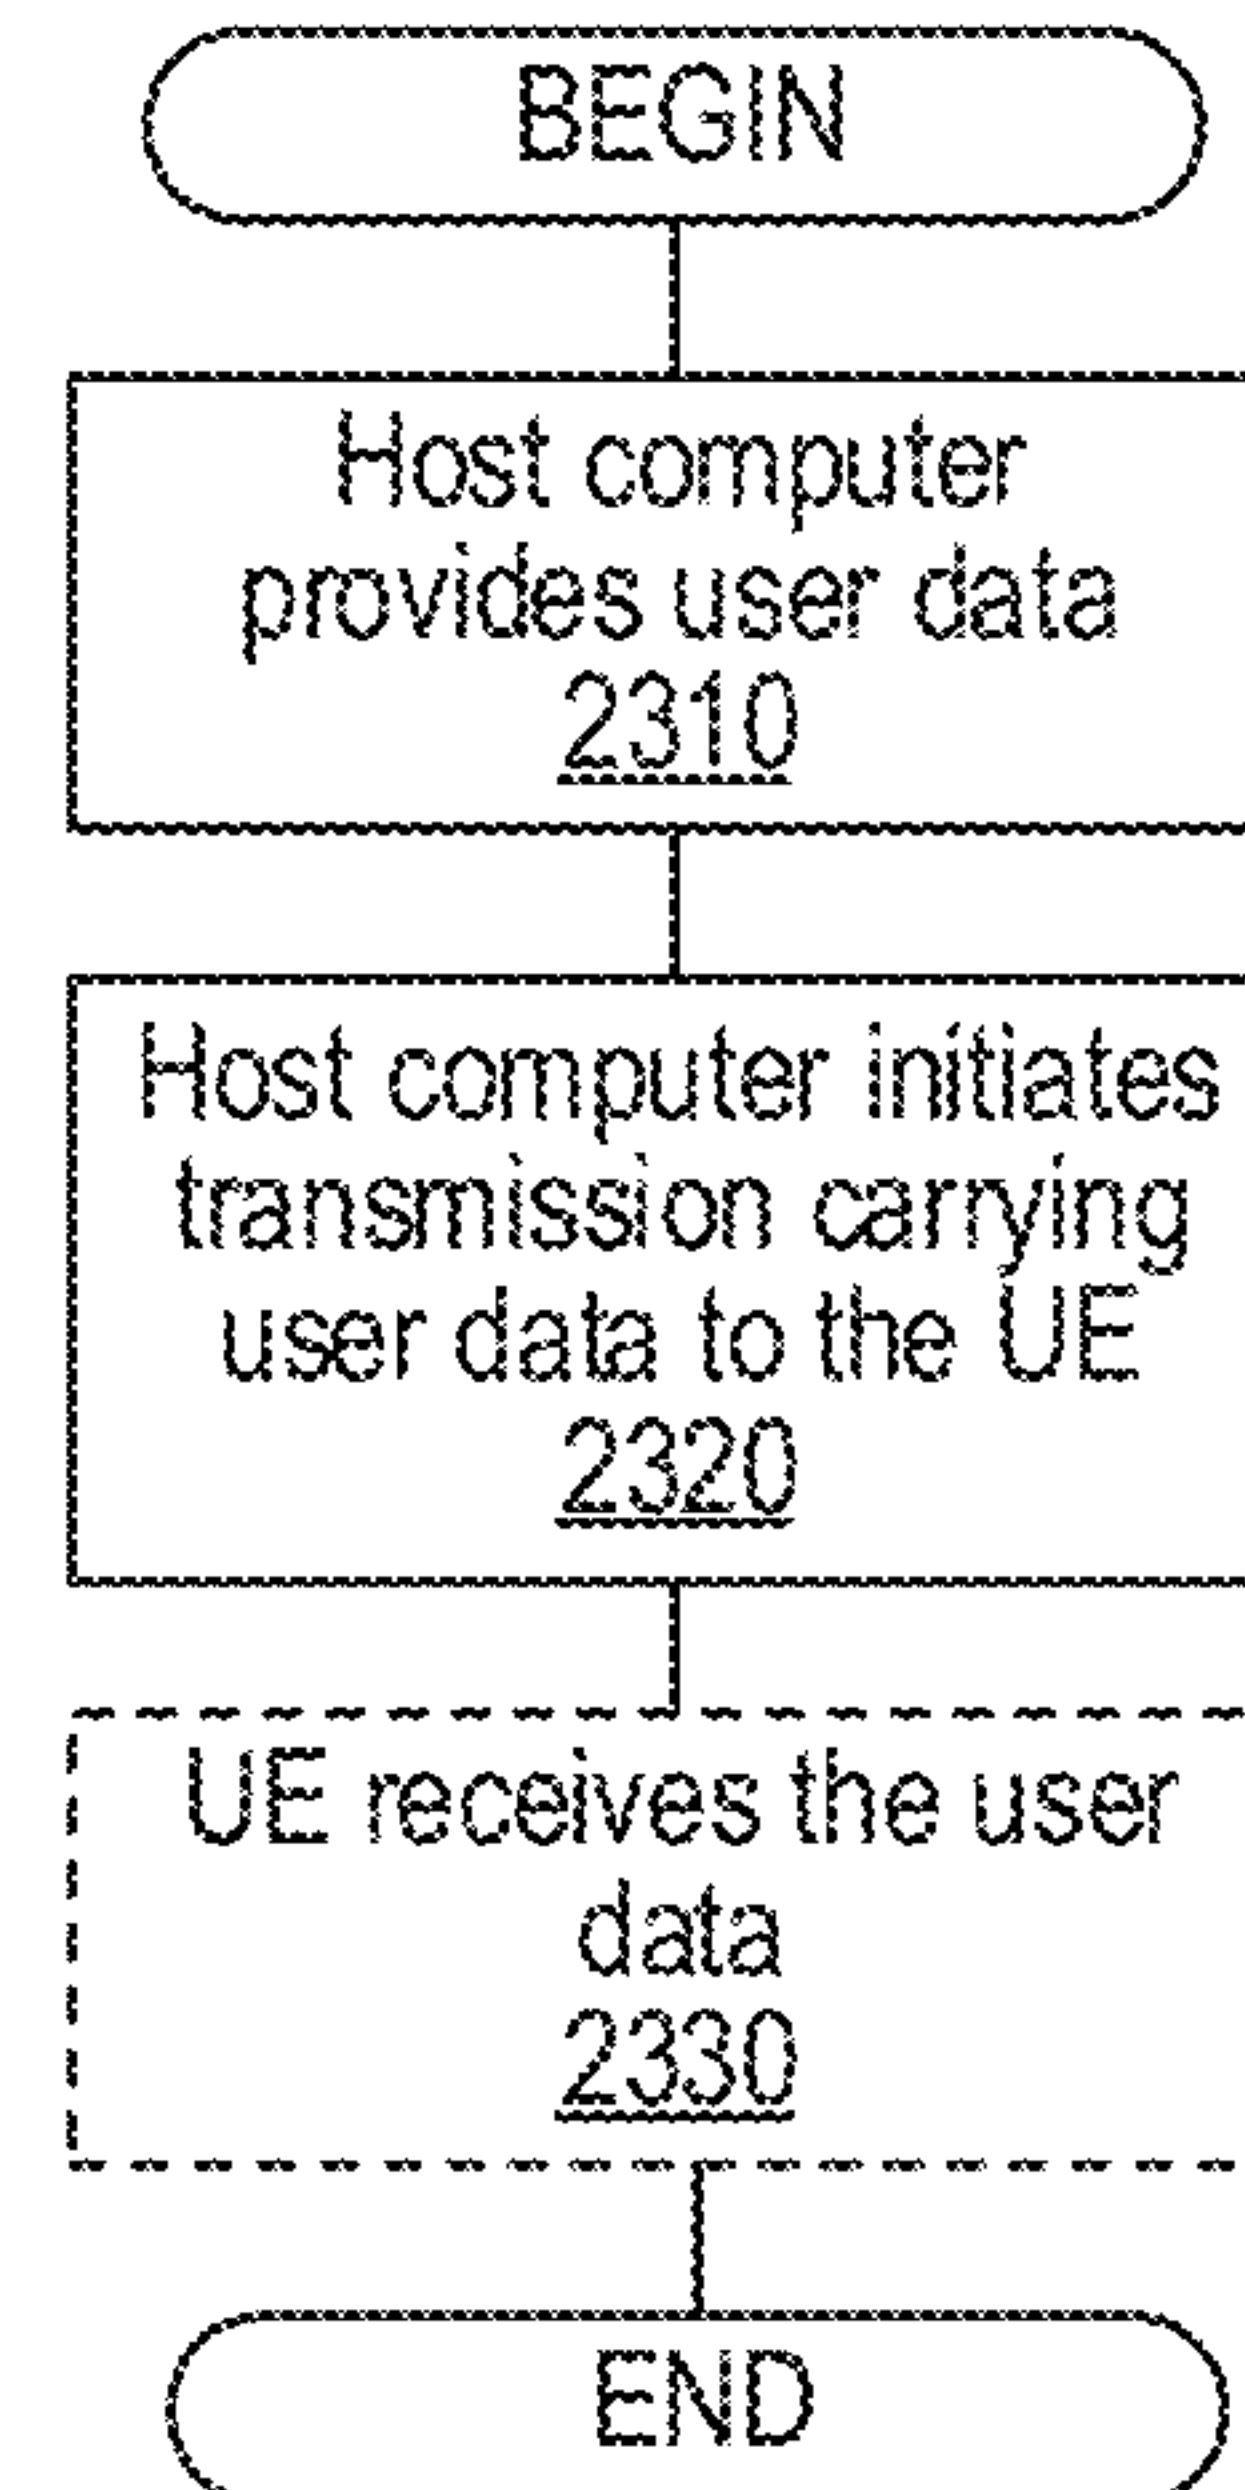 BEGIN
Host computer
provides user data
2310
Host computer initiates
transmission carrying
user data to the UE
2320
UE receives the user
data
2330
END